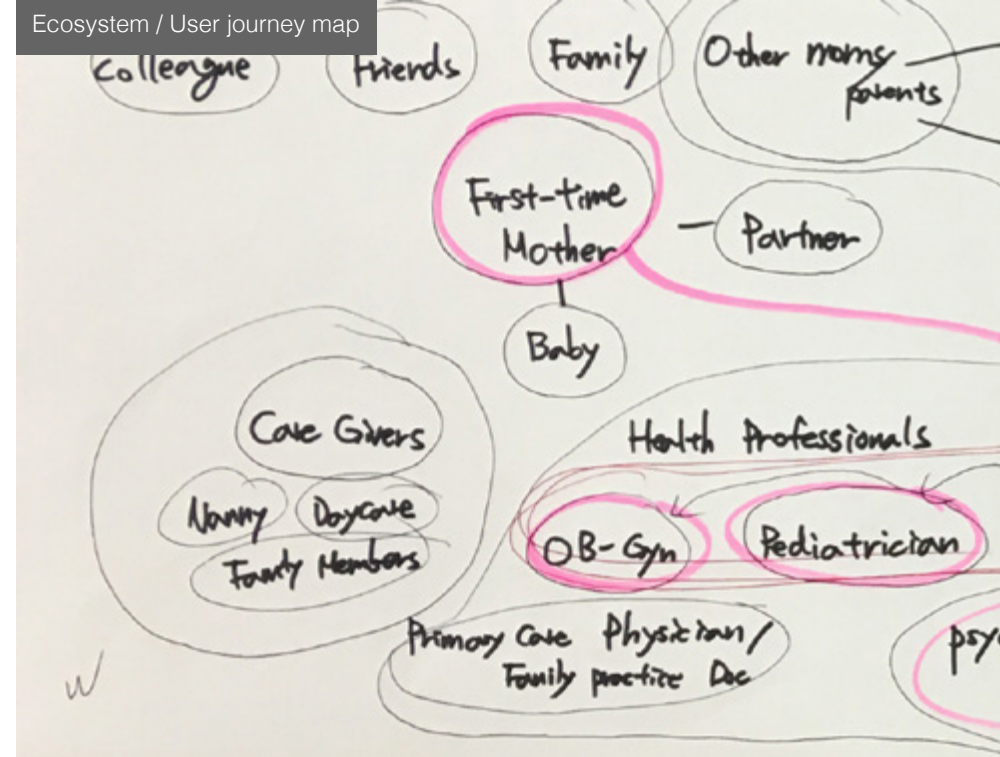 Ecosystem / User journey map
Colleague
Friends
Family
Other moms
parents
First-time
Mother
Partner
Baby
Care Givers
Nanny
Daycare
Family Members
Health Professionals
OB-Gyn
Pediatrician
Primary Care Physician/
Family practice Doc
psy
W